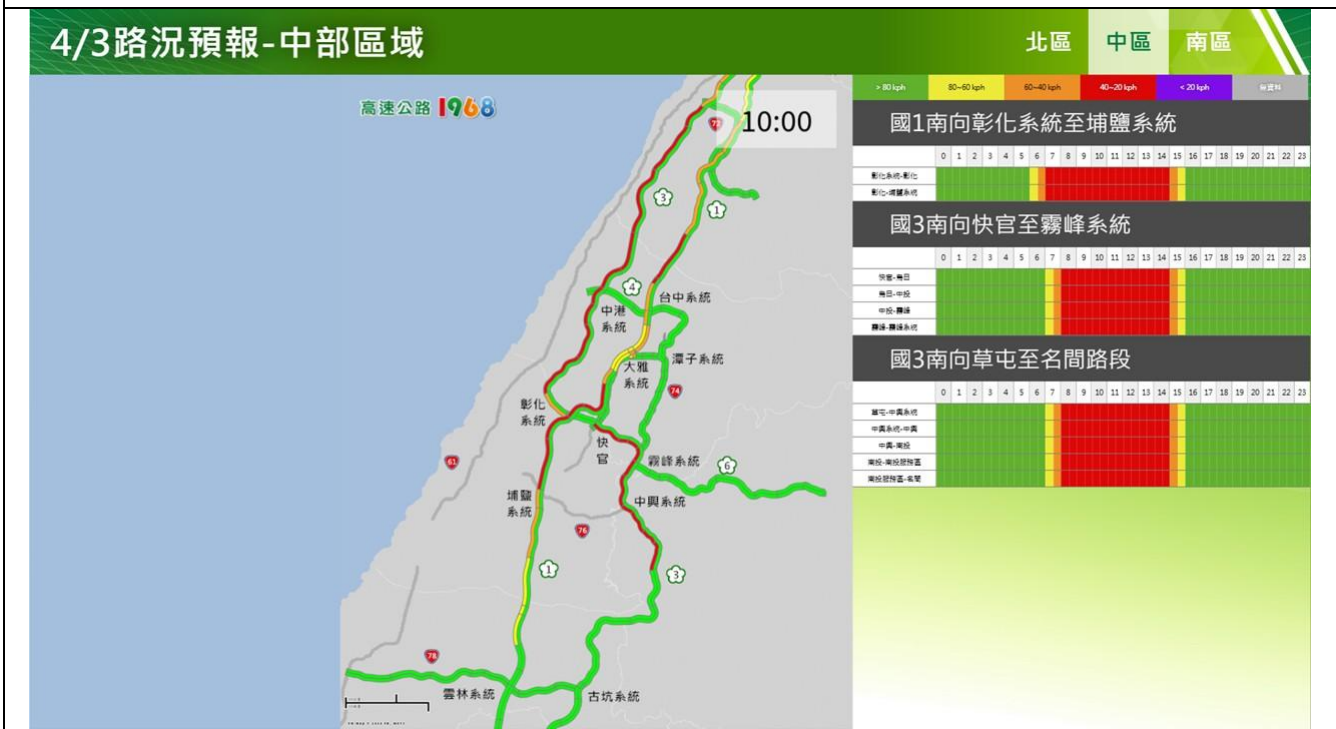 4/3路況預報-中部區域
北區 中區 南區
高速公路 1968
10:00
> 80 kph 80~60 kph 60~40 kph 40~20 kph < 20 kph 無資料
國1南向彰化系統至埔鹽系統
0 1 2 3 4 5 6 7 8 9 10 11 12 13 14 15 16 17 18 19 20 21 22 23
彰化系統-彰化
彰化-埔鹽系統
國3南向快官至霧峰系統
0 1 2 3 4 5 6 7 8 9 10 11 12 13 14 15 16 17 18 19 20 21 22 23
快官-烏日
烏日-中投
中投-霧峰
霧峰-霧峰系統
國3南向草屯至名間路段
0 1 2 3 4 5 6 7 8 9 10 11 12 13 14 15 16 17 18 19 20 21 22 23
草屯-中興系統
中興系統-中興
中興-南投
南投-南投服務區
南投服務區-名間
72
3
1
4
台中系統
中港
系統
大雅
系統
潭子系統
74
彰化
系統
快
官
霧峰系統
6
61
埔鹽
系統
中興系統
76
1
3
78
雲林系統
古坑系統